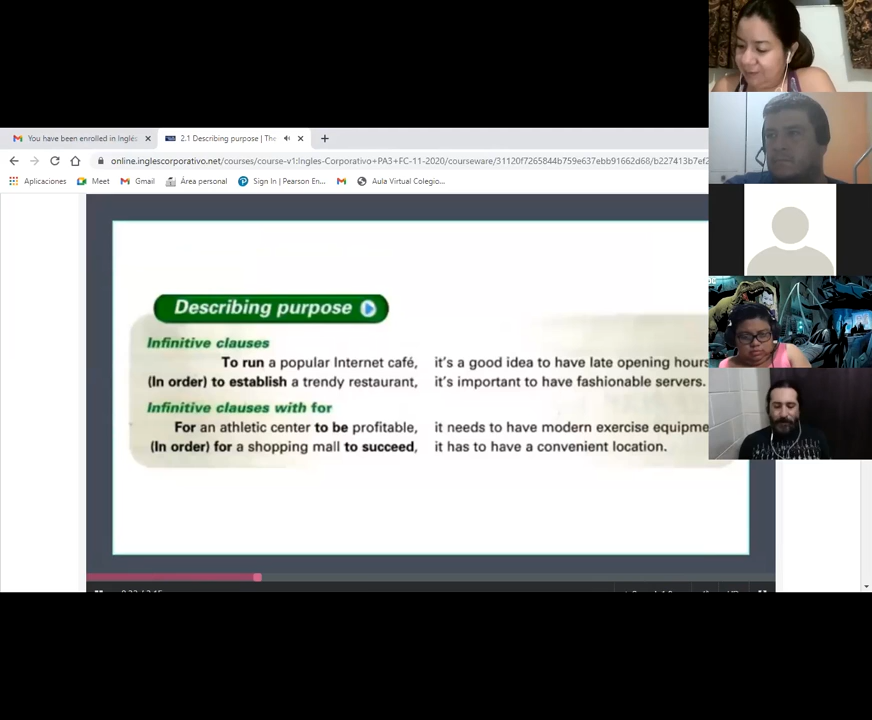 You have been enrolled in Inglé
2.1 Describing purpose | The
online.inglescorporativo.net/courses/course-v1:Ingles-Corporativo+PA3+FC-11-2020/courseware/31120f7265844b759e637ebb91662d68/b227413b7ef2
Aplicaciones Meet Gmail Área personal Sign In | Pearson En... Aula Virtual Colegio...
Describing purpose
Infinitive clauses
To run a popular Internet café, it's a good idea to have late opening hours
(In order) to establish a trendy restaurant, it's important to have fashionable servers.
Infinitive clauses with for
For an athletic center to be profitable, it needs to have modern exercise equipme
(In order) for a shopping mall to succeed, it has to have a convenient location.